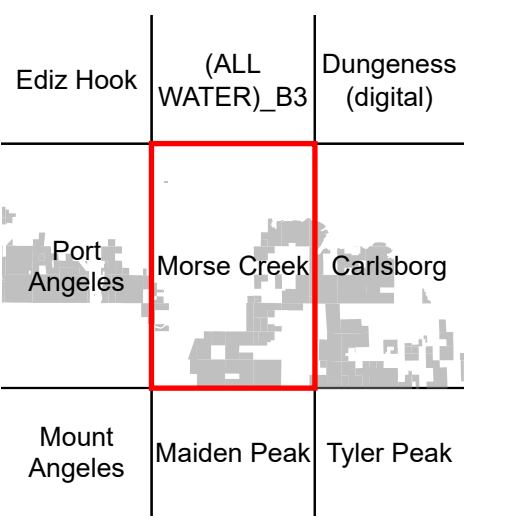 Ediz Hook
(ALL
WATER)_B3
Dungeness
(digital)
Port
Angeles
Morse Creek
Carlsborg
Mount
Angeles
Maiden Peak
Tyler Peak